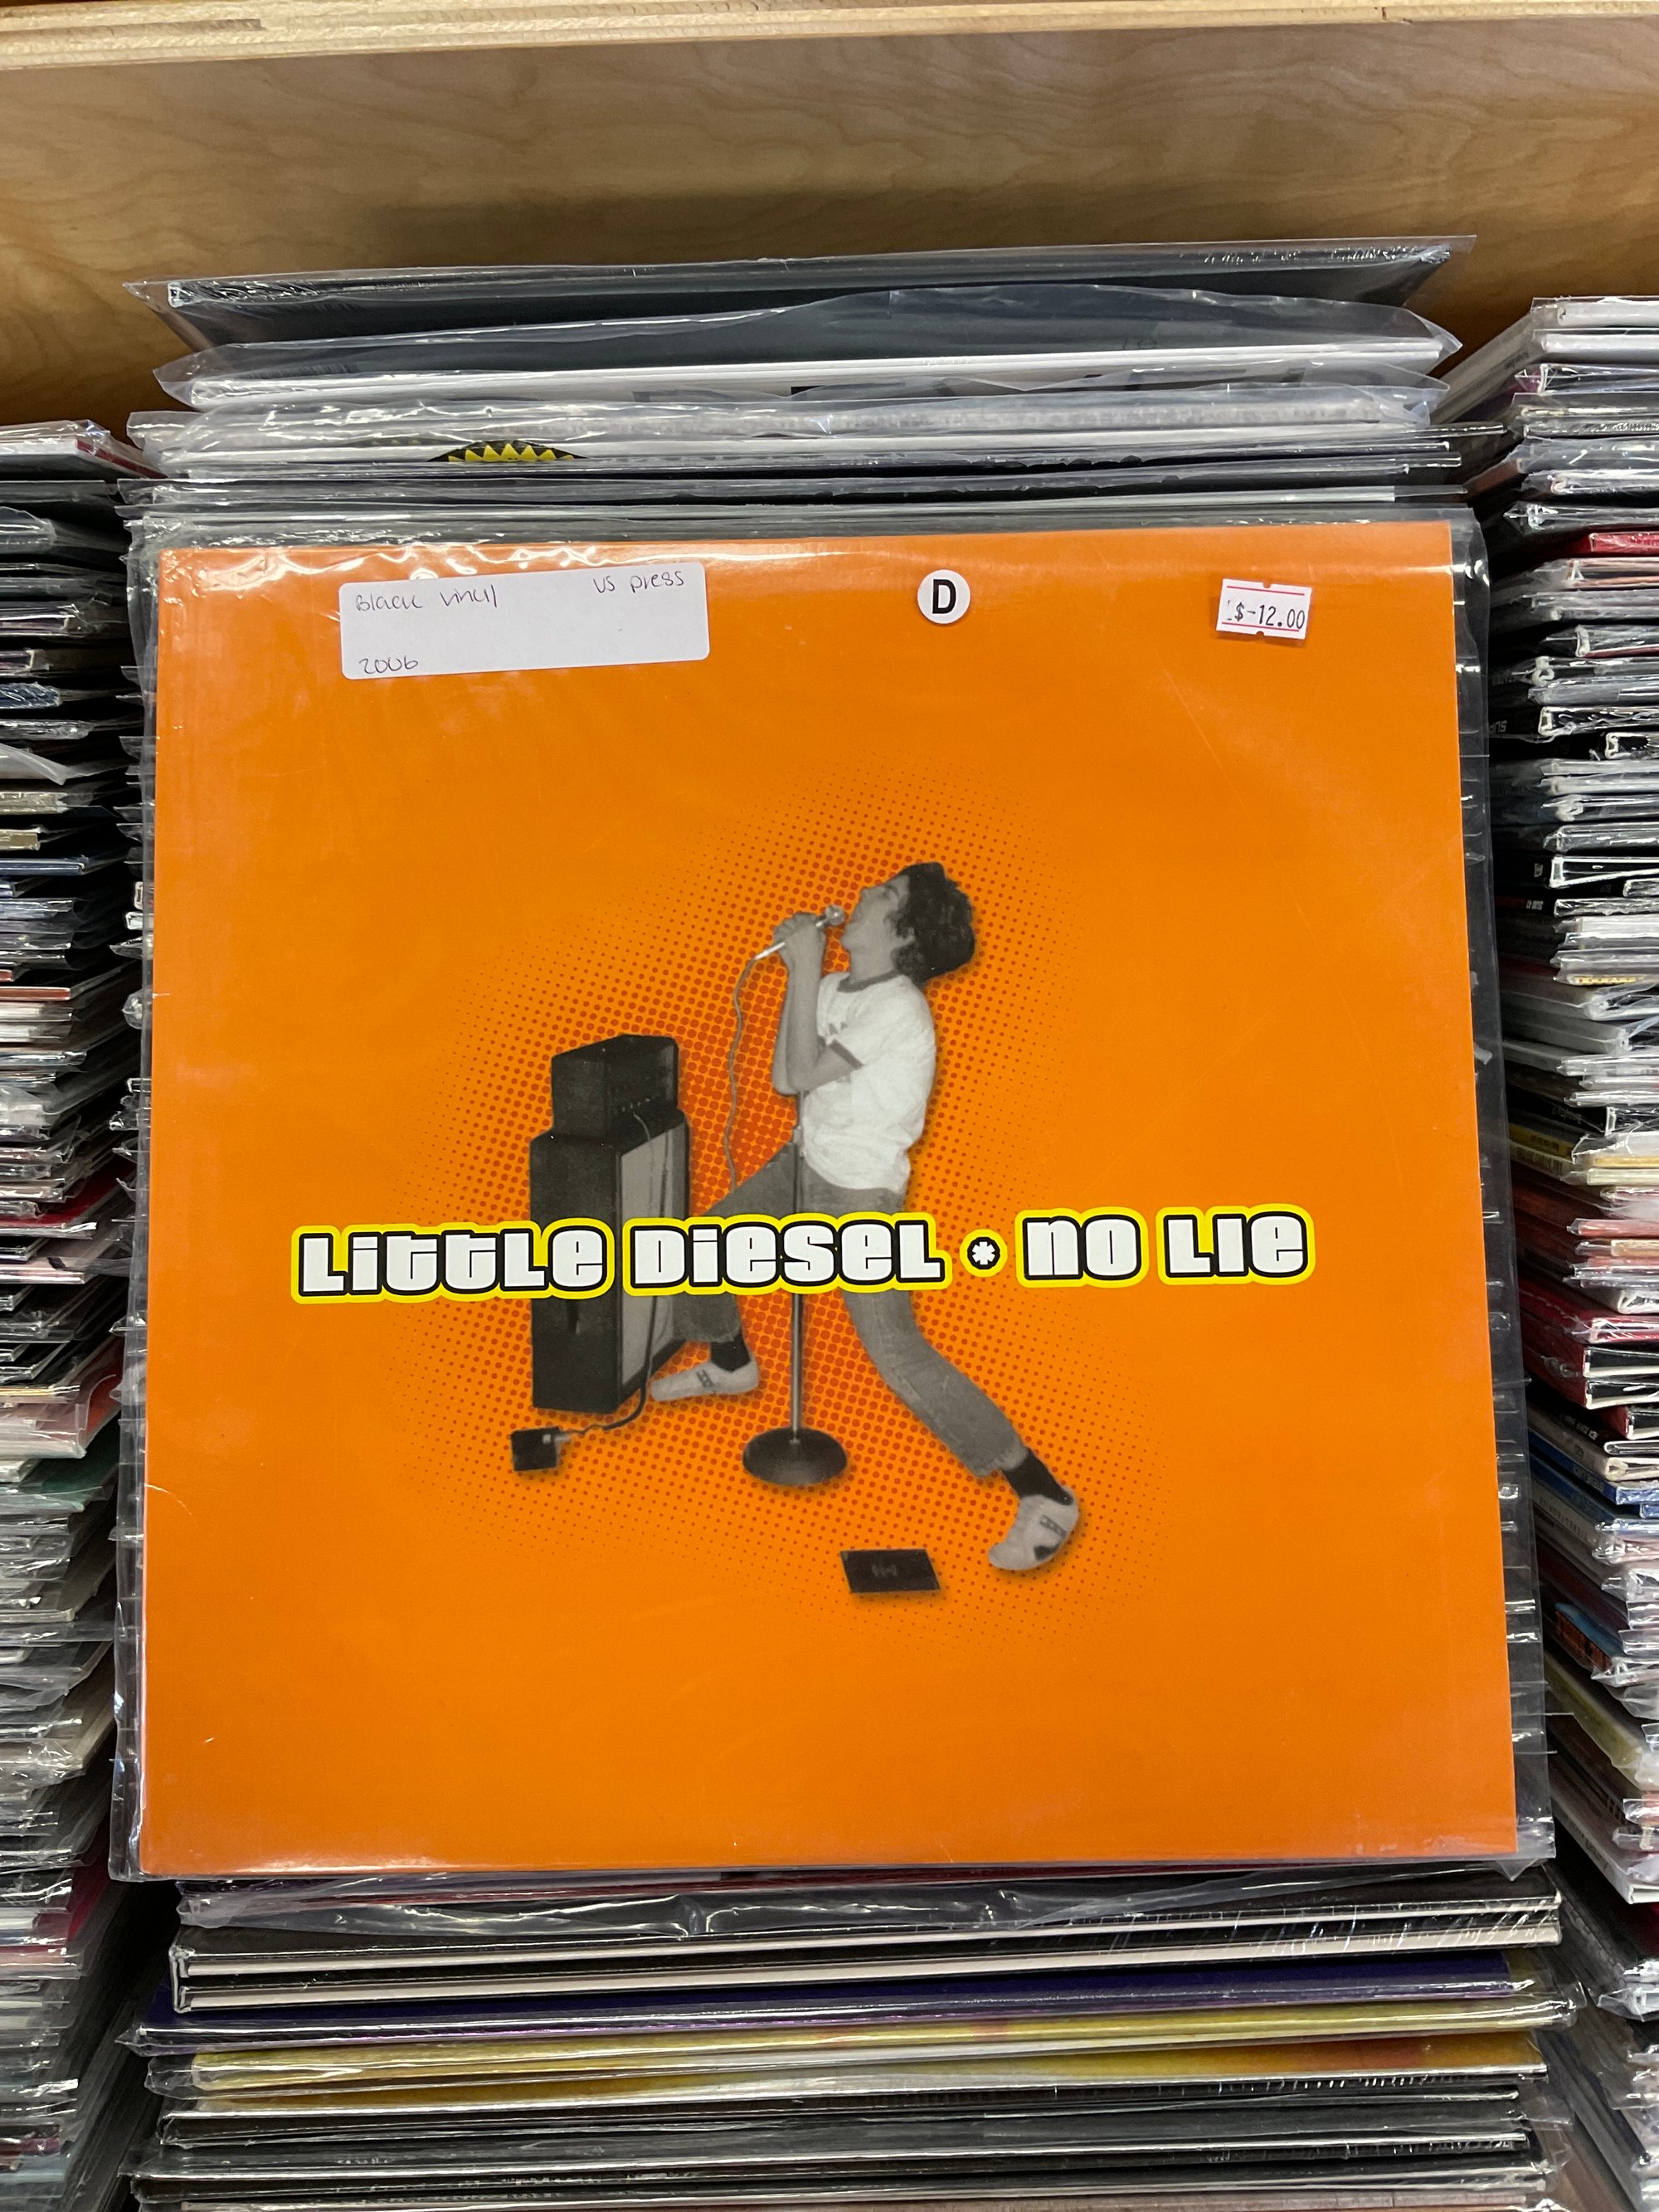 Black vinyl US press
2006
D
$-12.00
LITTLE DIESEL * NO LIE